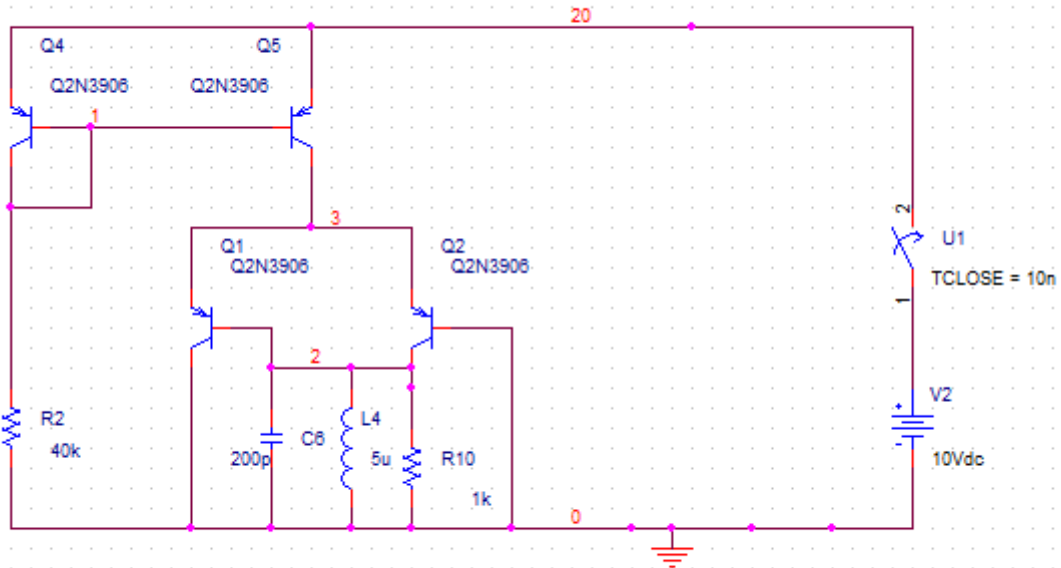 20
Q4
Q5
Q2N3906
Q2N3906
1
3
Q1
Q2N3906
Q2
Q2N3906
2
U1
TCLOSE = 10n
1
2
R2
40k
C6
200p
L4
5u
R10
1k
V2
+
-
10Vdc
0